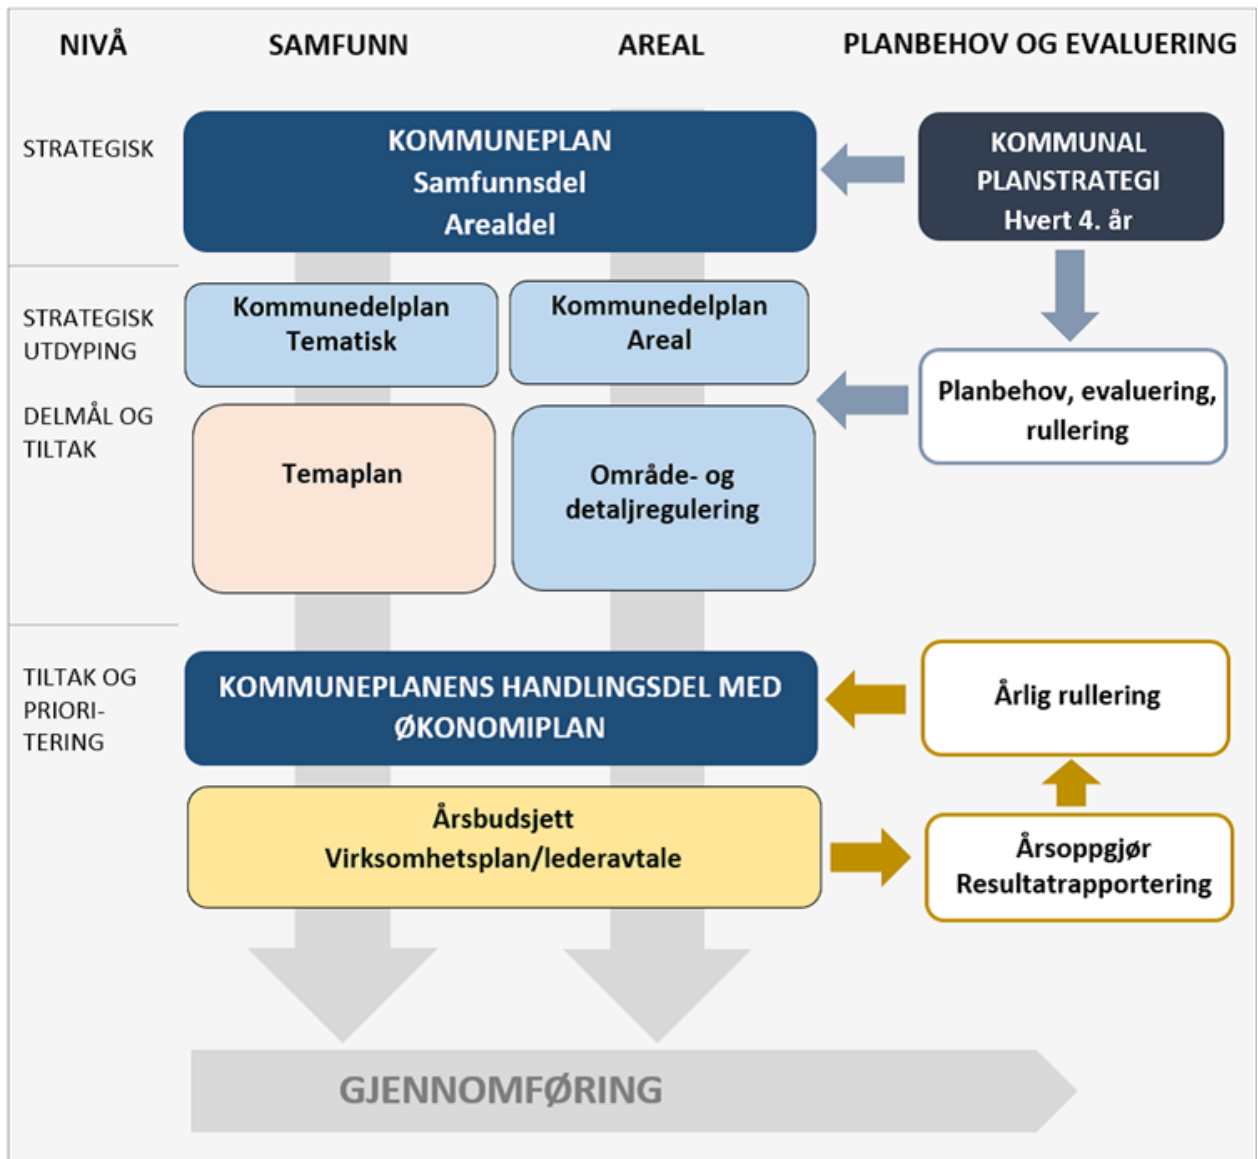 NIVÅ
SAMFUNN
AREAL
PLANBEHOV OG EVALUERING
STRATEGISK
KOMMUNEPLAN
Samfunnsdel
Arealdel
KOMMUNAL
PLANSTRATEGI
Hvert 4. år
STRATEGISK
UTDYPING
Kommunedelplan
Tematisk
Kommunedelplan
Areal
Planbehov, evaluering,
rullering
DELMÅL OG
TILTAK
Temaplan
Område- og
detaljregulering
TILTAK OG
PRIORI-
TERING
KOMMUNEPLANENS HANDLINGSDEL MED
ØKONOMIPLAN
Årlig rullering
Årsbudsjett
Virksomhetsplan/lederavtale
Årsoppgjør
Resultatrapportering
GJENNOMFØRING